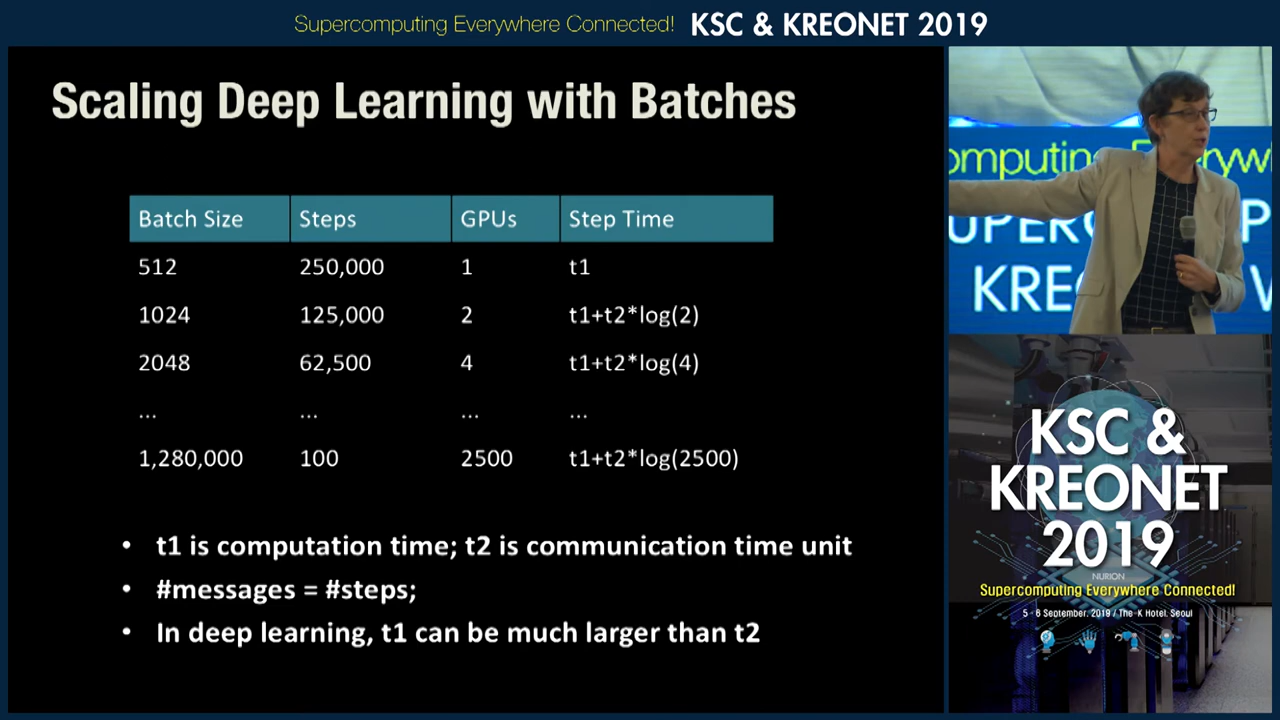 Supercomputing Everywhere Connected! KSC & KREONET 2019
Scaling Deep Learning with Batches
Batch Size Steps GPUs Step Time
512 250,000 1 t1
1024 125,000 2 t1+t2*log(2)
2048 62,500 4 t1+t2*log(4)
... ... ... ...
1,280,000 100 2500 t1+t2*log(2500)
• t1 is computation time; t2 is communication time unit
• #messages = #steps;
• In deep learning, t1 can be much larger than t2
KSC &
KREONET
2019
NURION
Supercomputing Everywhere Connected!
5 - 6 September. 2019 / The-K Hotel. Seoul